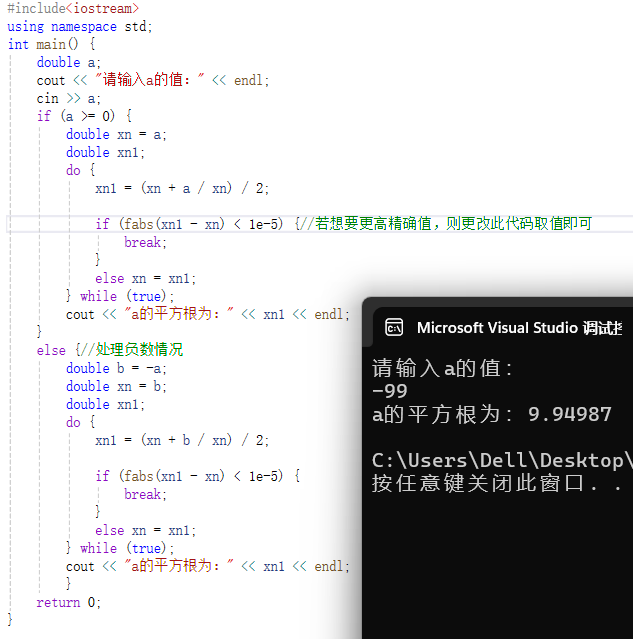 #include<iostream>
using namespace std;
int main() {
double a;
cout << "请输入a的值：" << endl;
cin >> a;
if (a >= 0) {
double xn = a;
double xn1;
do {
xn1 = (xn + a / xn) / 2;
if (fabs(xn1 - xn) < 1e-5) {//若想要更高精确值，则更改此代码取值即可
break;
}
else xn = xn1;
} while (true);
cout << "a的平方根为：" << xn1 << endl;
}
else {//处理负数情况
double b = -a;
double xn = b;
double xn1;
do {
xn1 = (xn + b / xn) / 2;
if (fabs(xn1 - xn) < 1e-5) {
break;
}
else xn = xn1;
} while (true);
cout << "a的平方根为：" << xn1 << endl;
}
return 0;
}
Microsoft Visual Studio 调试
请输入a的值：
-99
a的平方根为：9.94987
C:\Users\Dell\Desktop\
按任意键关闭此窗口. .